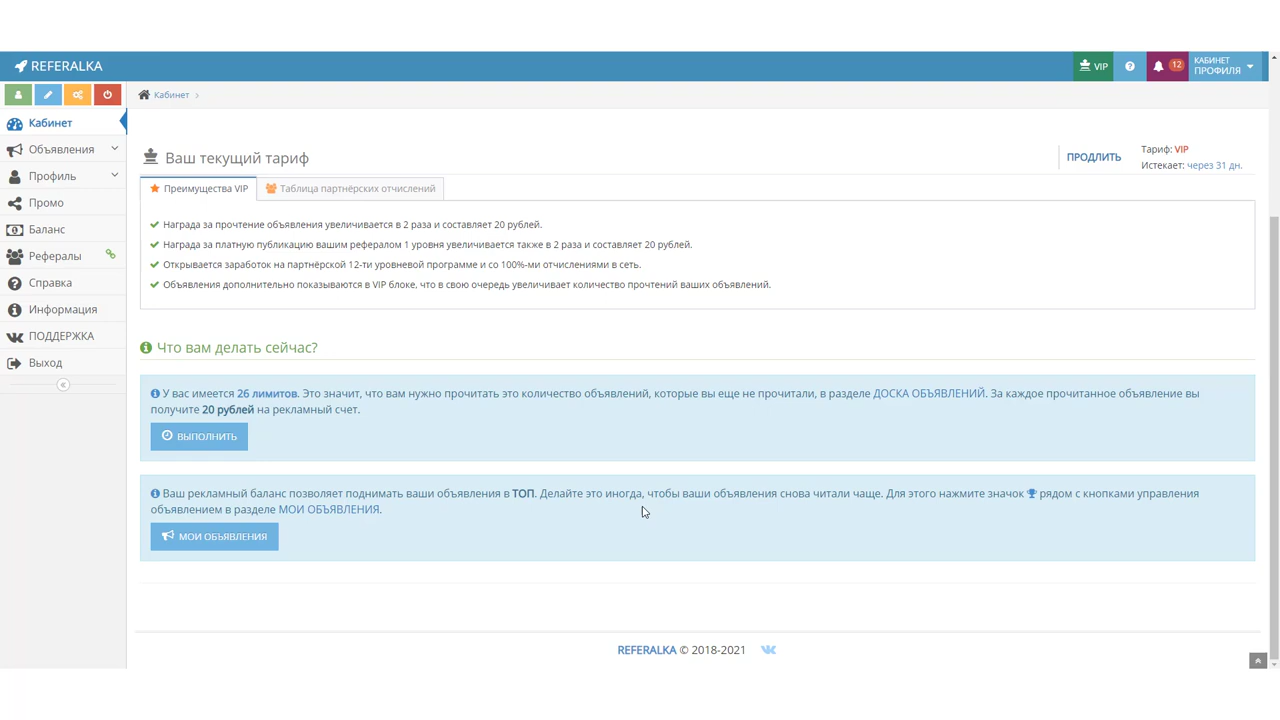 REFERALKA
VIP
12
КАБИНЕТ
ПРОФИЛЯ
Кабинет
Кабинет
Объявления
Профиль
Промо
Баланс
Рефералы
Справка
Информация
ПОДДЕРЖКА
Выход
Ваш текущий тариф
ПРОДЛИТЬ
Тариф: VIP
Истекает: через 31 дн.
Преимущества VIP
Таблица партнёрских отчислений
Награда за прочтение объявления увеличивается в 2 раза и составляет 20 рублей.
Награда за платную публикацию вашим рефералом 1 уровня увеличивается также в 2 раза и составляет 20 рублей.
Открывается заработок на партнёрской 12-ти уровневой программе и со 100%-ми отчислениями в сеть.
Объявления дополнительно показываются в VIP блоке, что в свою очередь увеличивает количество прочтений ваших объявлений.
Что вам делать сейчас?
У вас имеется 26 лимитов. Это значит, что вам нужно прочитать это количество объявлений, которые вы еще не прочитали, в разделе ДОСКА ОБЪЯВЛЕНИЙ. За каждое прочитанное объявление вы
получите 20 рублей на рекламный счет.
ВЫПОЛНИТЬ
Ваш рекламный баланс позволяет поднимать ваши объявления в ТОП. Делайте это иногда, чтобы ваши объявления снова читали чаще. Для этого нажмите значок рядом с кнопками управления
объявлением в разделе МОИ ОБЪЯВЛЕНИЯ.
МОИ ОБЪЯВЛЕНИЯ
REFERALKA © 2018-2021